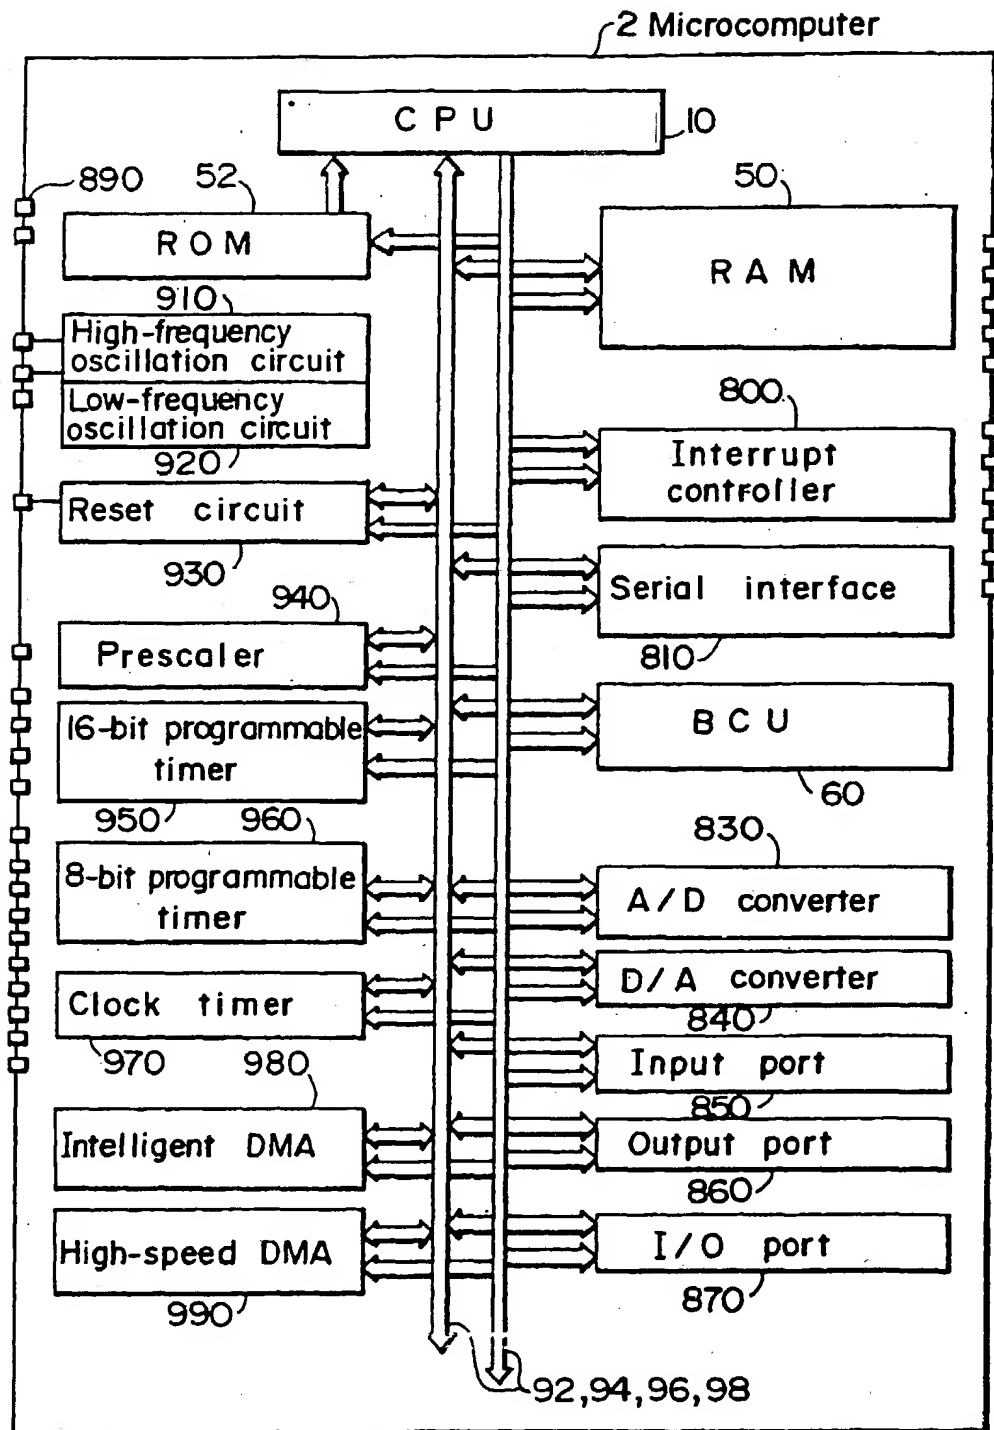 2 Microcomputer
CPU
10
890
52
ROM
50
RAM
910
High-frequency
oscillation circuit
Low-frequency
oscillation circuit
920
800
Interrupt
controller
Reset circuit
930
Serial interface
810
940
Prescaler
BCU
60
16-bit programmable
timer
950
960
8-bit programmable
timer
830
A/D converter
D/A converter
840
Clock timer
970
Input port
850
980
Intelligent DMA
Output port
860
High-speed DMA
990
I/O port
870
92,94,96,98